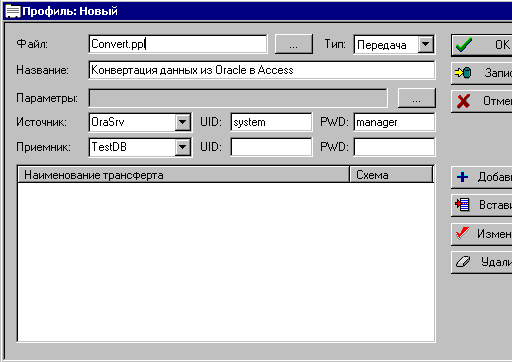 Профиль: Новый
Файл: Convert.ppl ... Тип: Передача OK
Название: Конвертация данных из Oracle в Access Запис
Параметры: ... Отмен
Источник: OraSrv UID: system PWD: manager
Приемник: TestDB UID: PWD:
Наименование трансферта Схема
Добави
Встави
Измен
Удали